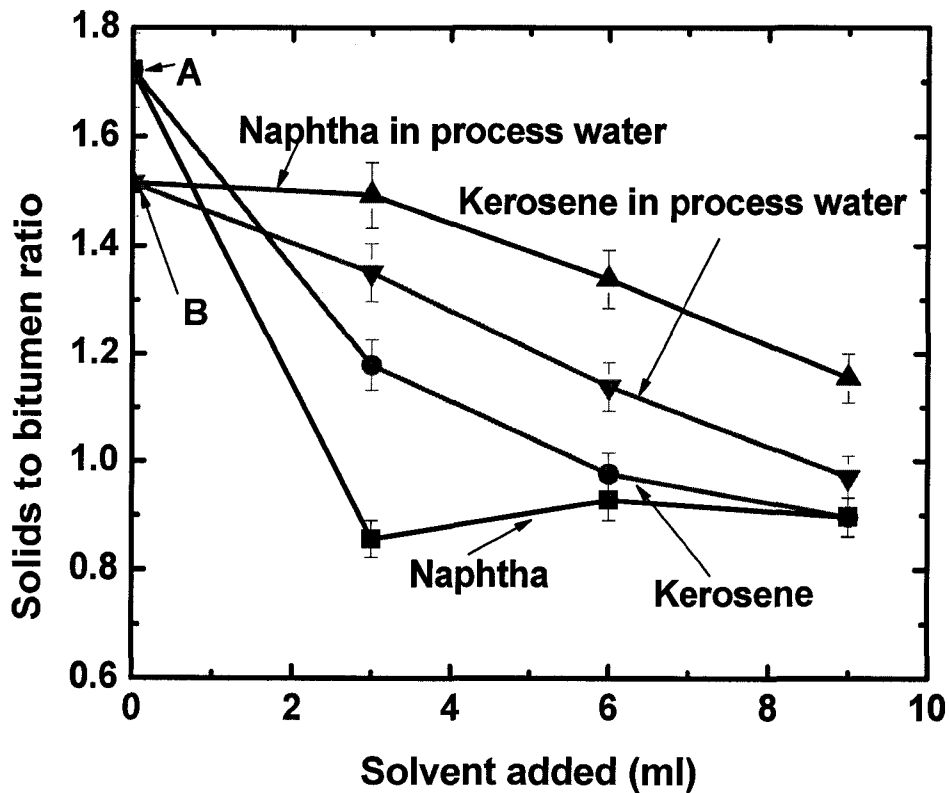 1.8
1.6
1.4
1.2
1.0
0.8
0.6
Solids to bitumen ratio
A
B
Naphtha in process water
Kerosene in process water
Naphtha
Kerosene
0 2 4 6 8 10
Solvent added (ml)